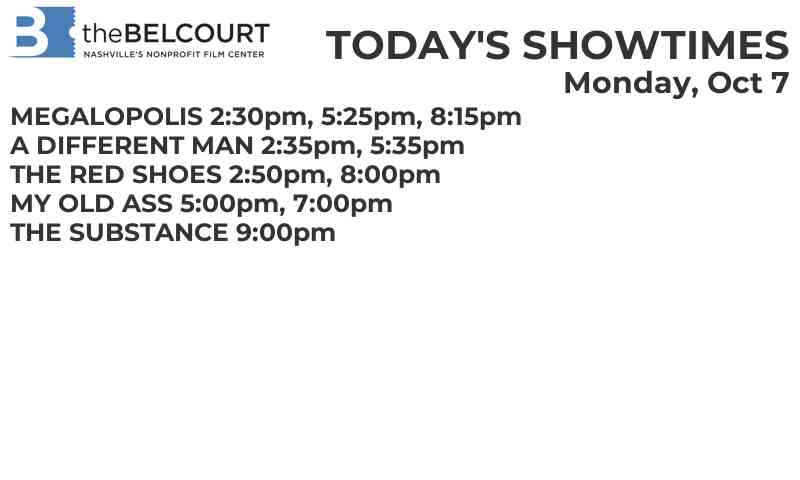 B theBELCOURT
NASHVILLE'S NONPROFIT FILM CENTER
TODAY'S SHOWTIMES
Monday, Oct 7
MEGALOPOLIS 2:30pm, 5:25pm, 8:15pm
A DIFFERENT MAN 2:35pm, 5:35pm
THE RED SHOES 2:50pm, 8:00pm
MY OLD ASS 5:00pm, 7:00pm
THE SUBSTANCE 9:00pm